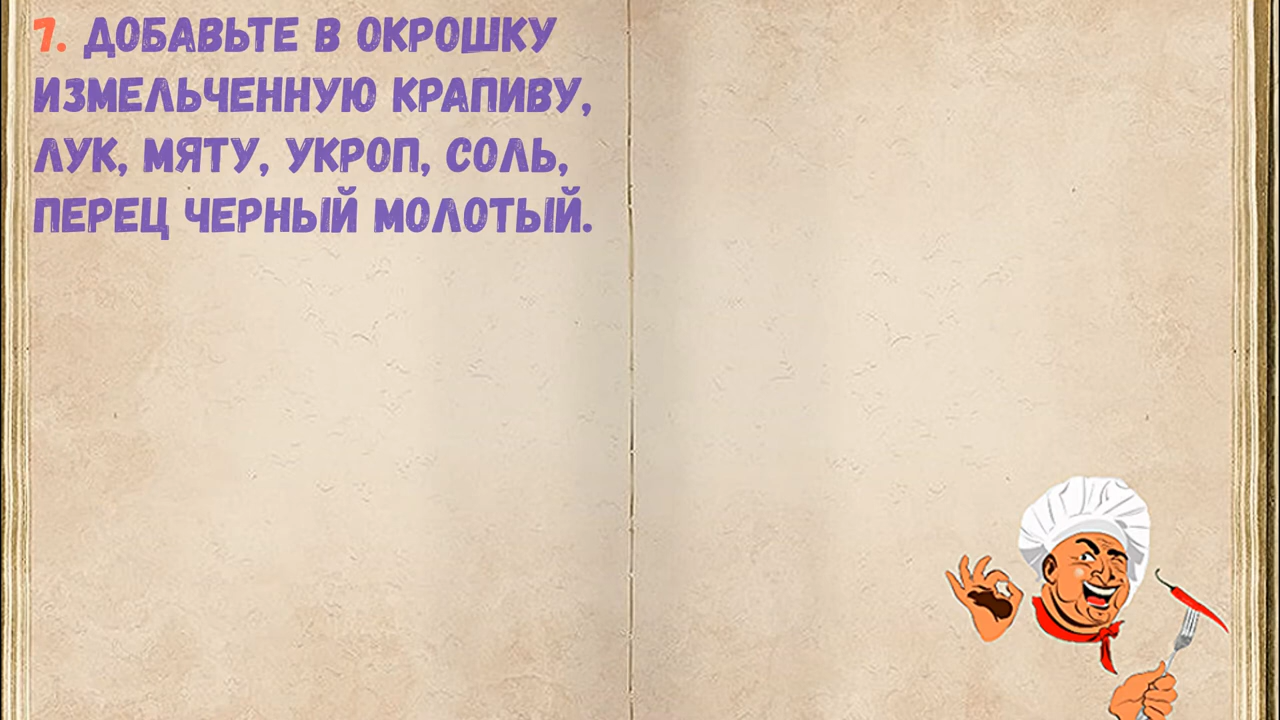 7. ДОБАВЬТЕ В ОКРОШКУ
ИЗМЕЛЬЧЕННУЮ КРАПИВУ,
ЛУК, МЯТУ, УКРОП, СОЛЬ,
ПЕРЕЦ ЧЕРНЫЙ МОЛОТЫЙ.